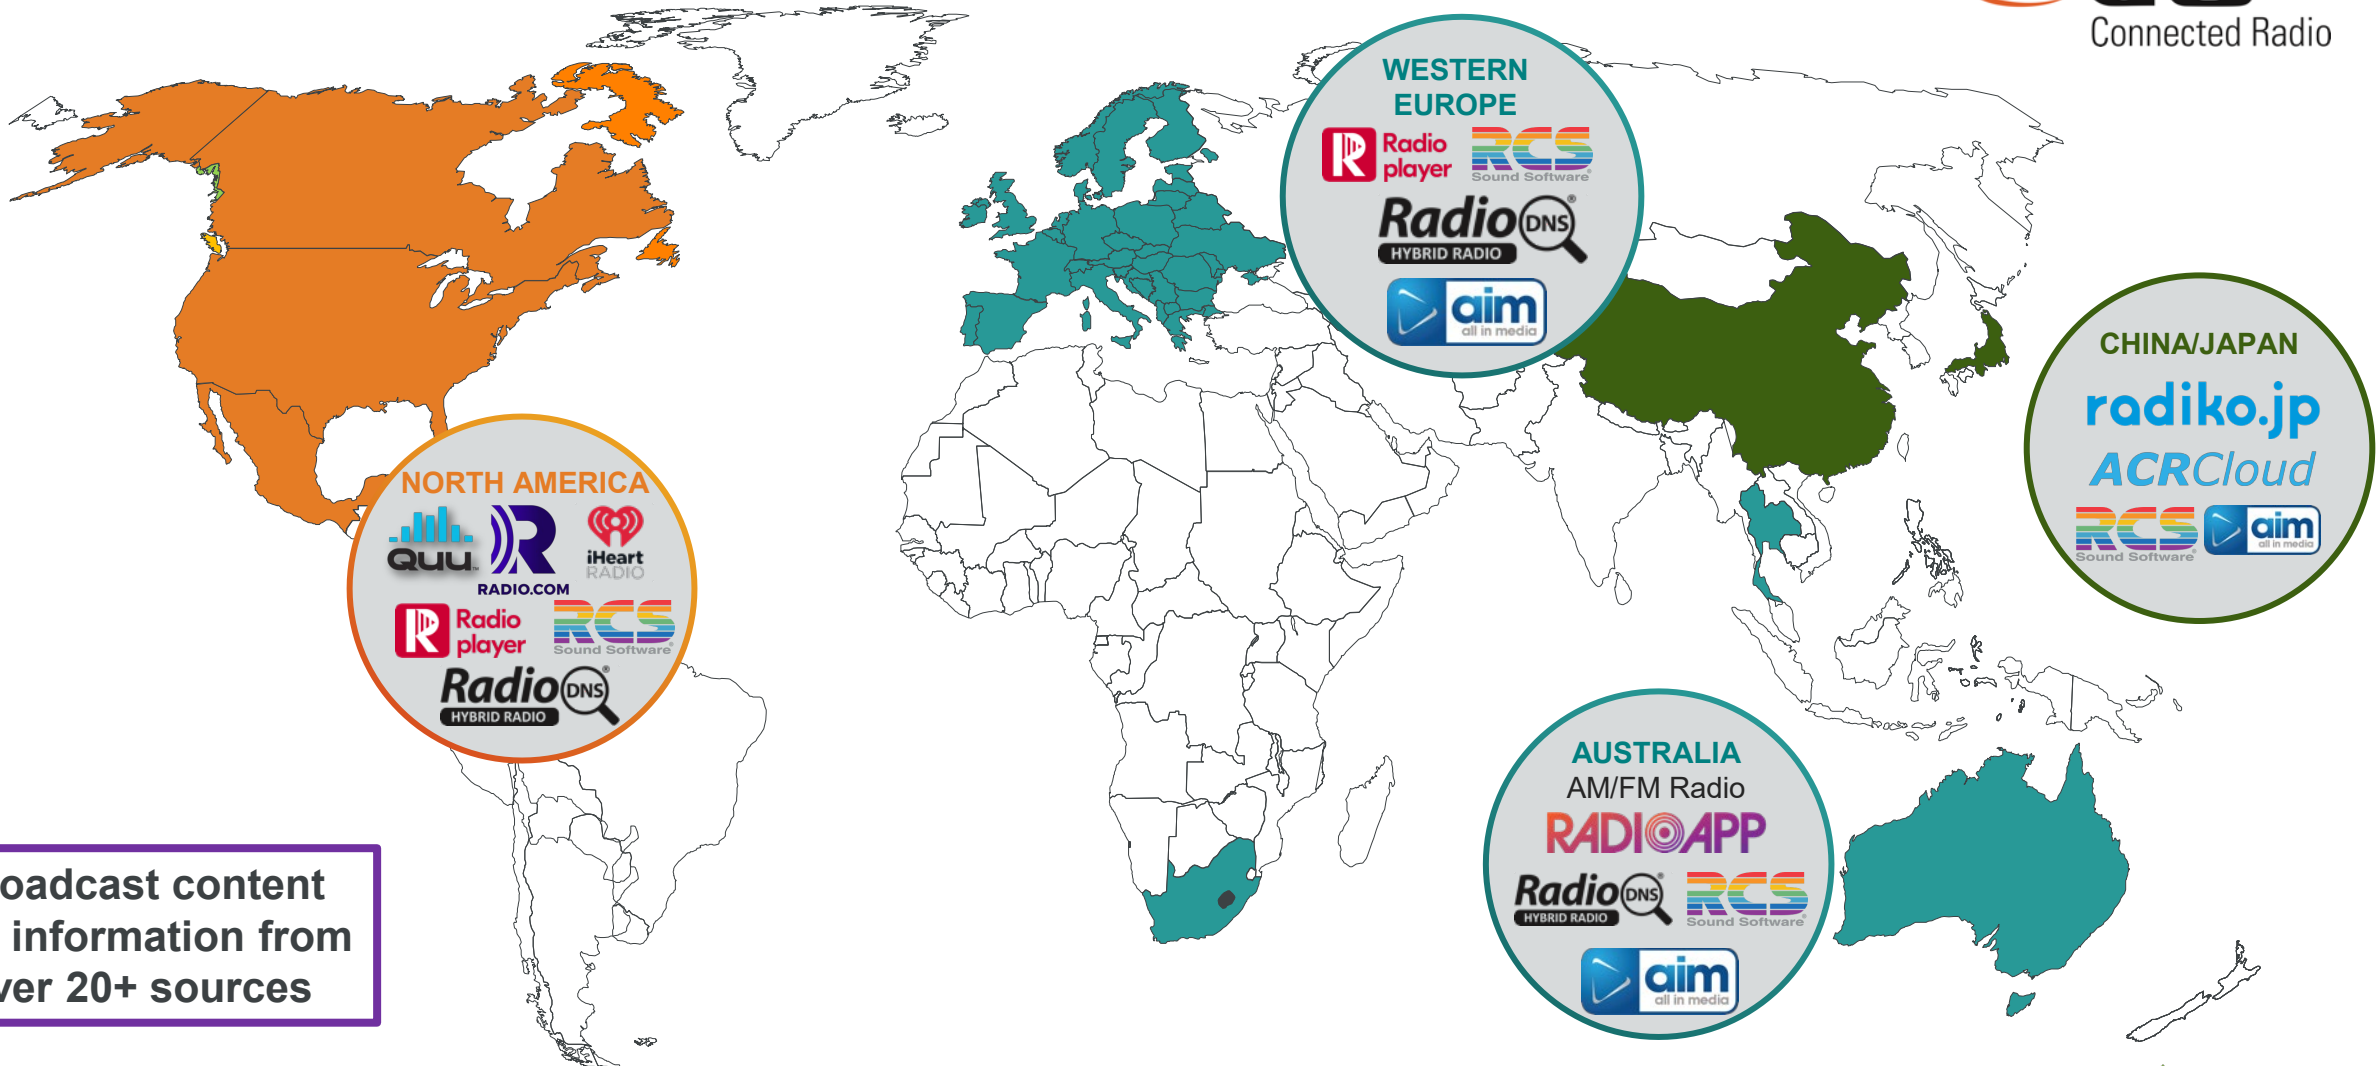 Connected Radio
WESTERN
EUROPE
Radio
player
RCS
Sound Software
Radio DNS
HYBRID RADIO
aim
all in media
CHINA/JAPAN
radiko.jp
ACRCloud
RCS
Sound Software
aim
all in media
NORTH AMERICA
Quu
RADIO.COM
iHeart
RADIO
Radio
player
RCS
Sound Software
Radio DNS
HYBRID RADIO
AUSTRALIA
AM/FM Radio
RADIOAPP
Radio DNS
HYBRID RADIO
RCS
Sound Software
aim
all in media
content
information from
20+ sources